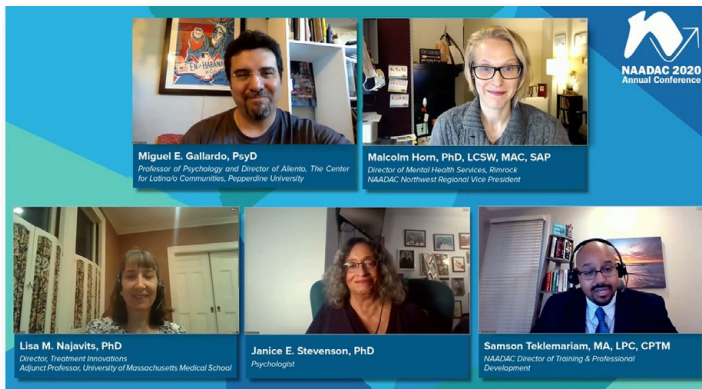 EN HABANA
NAADAC 2020
Annual Conference
Miguel E. Gallardo, PsyD
Professor of Psychology and Director of Aliento, The Center
for Latina/o Communities, Pepperdine University
Malcolm Horn, PhD, LCSW, MAC, SAP
Director of Mental Health Services, Rimrock
NAADAC Northwest Regional Vice President
Lisa M. Najavits, PhD
Director, Treatment Innovations
Adjunct Professor, University of Massachusetts Medical School
Janice E. Stevenson, PhD
Psychologist
Samson Teklemariam, MA, LPC, CPTM
NAADAC Director of Training & Professional
Development